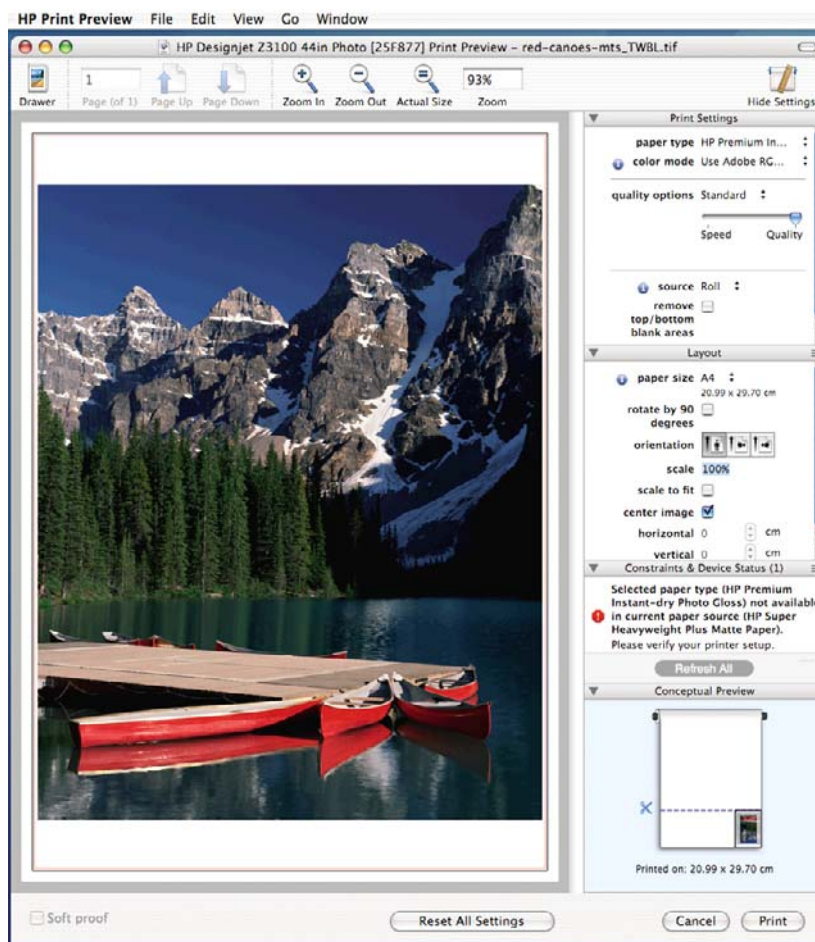 HP Print Preview File Edit View Go Window
HP Designjet Z3100 44in Photo [25F877] Print Preview – red-canoes-mts_TWBL.tif
1
93%
Drawer Page (of 1) Page Up Page Down Zoom In Zoom Out Actual Size Zoom Hide Settings
Print Settings
paper type HP Premium In...
color mode Use Adobe RG...
quality options Standard
Speed Quality
source Roll
remove
top/bottom
blank areas
Layout
paper size A4
20.99 x 29.70 cm
rotate by 90
degrees
orientation
scale 100%
scale to fit
center image
horizontal 0 cm
vertical 0 cm
Constraints & Device Status (1)
Selected paper type (HP Premium
Instant-dry Photo Gloss) not available
in current paper source (HP Super
Heavyweight Plus Matte Paper).
Please verify your printer setup.
Refresh All
Conceptual Preview
Printed on: 20.99 x 29.70 cm
Soft proof Reset All Settings Cancel Print